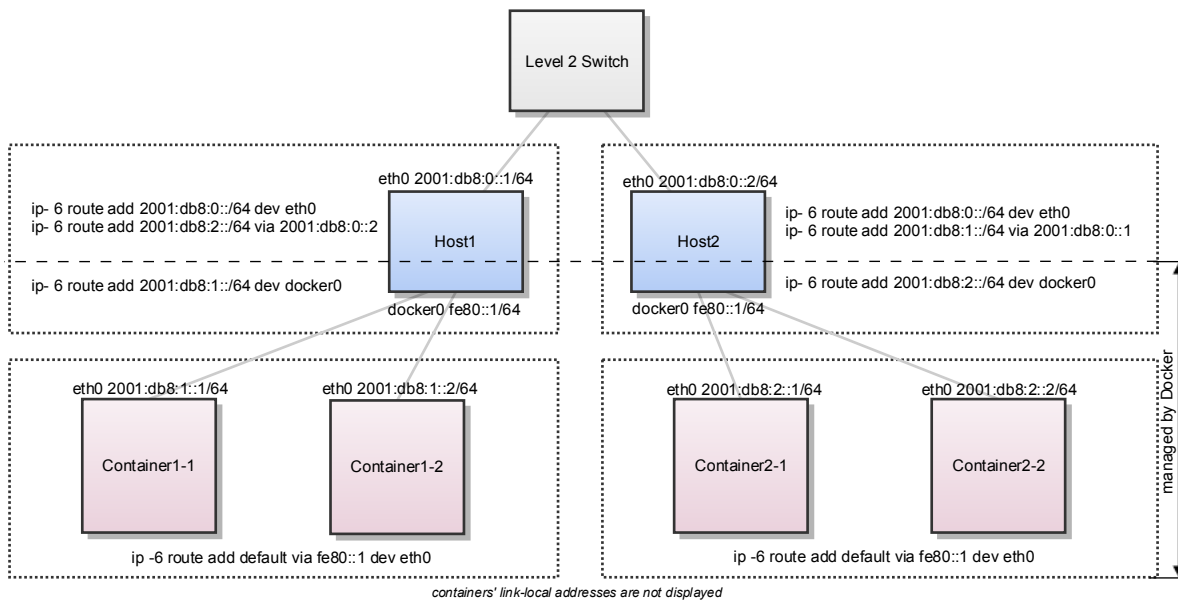 Level 2 Switch
eth0 2001:db8:0::1/64
eth0 2001:db8:0::2/64
ip- 6 route add 2001:db8:0::/64 dev eth0
ip- 6 route add 2001:db8:2::/64 via 2001:db8:0::2
Host1
Host2
ip- 6 route add 2001:db8:0::/64 dev eth0
ip- 6 route add 2001:db8:1::/64 via 2001:db8:0::1
ip- 6 route add 2001:db8:1::/64 dev docker0
ip- 6 route add 2001:db8:2::/64 dev docker0
docker0 fe80::1/64
docker0 fe80::1/64
eth0 2001:db8:1::1/64
eth0 2001:db8:1::2/64
eth0 2001:db8:2::1/64
eth0 2001:db8:2::2/64
Container1-1
Container1-2
Container2-1
Container2-2
managed by Docker
ip -6 route add default via fe80::1 dev eth0
ip -6 route add default via fe80::1 dev eth0
containers' link-local addresses are not displayed